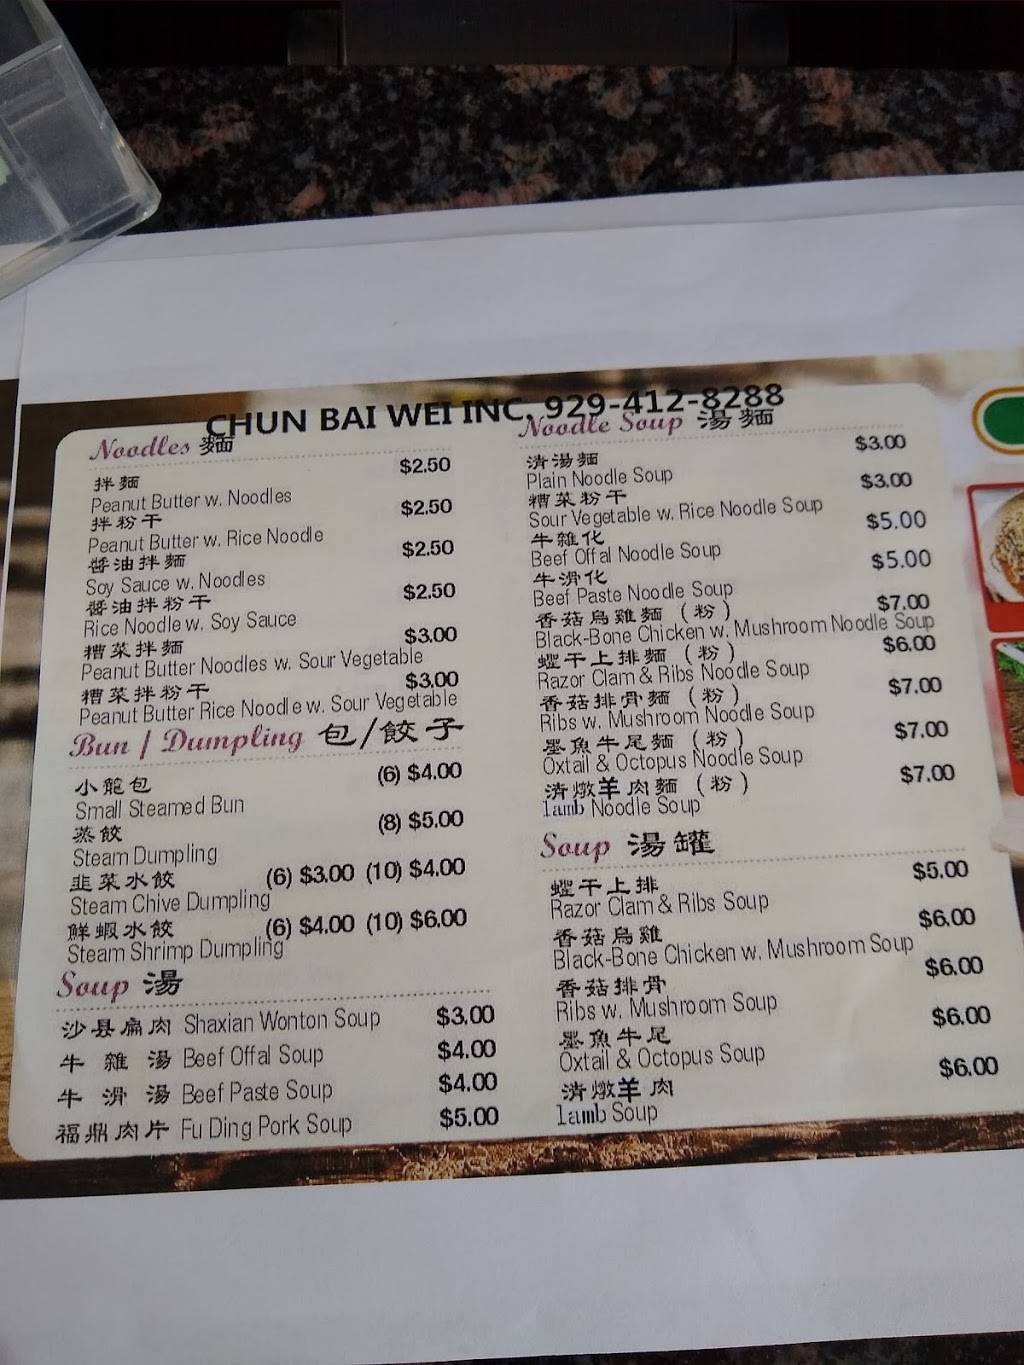 CHUN BAI WEI INC. 929-412-8288
Noodles 麵
拌麵 $2.50
Peanut Butter w. Noodles
拌粉干 $2.50
Peanut Butter w. Rice Noodle
醬油拌麵 $2.50
Soy Sauce w. Noodles
醬油拌粉干 $2.50
Rice Noodle w. Soy Sauce
糟菜拌麵 $3.00
Peanut Butter Noodles w. Sour Vegetable
糟菜拌粉干 $3.00
Peanut Butter Rice Noodle w. Sour Vegetable
Bun / Dumpling 包/餃子
小籠包 (6) $4.00
Small Steamed Bun
蒸餃 (8) $5.00
Steam Dumpling
韭菜水餃 (6) $3.00 (10) $4.00
Steam Chive Dumpling
鮮蝦水餃 (6) $4.00 (10) $6.00
Steam Shrimp Dumpling
Soup 湯
沙县扁肉 Shaxian Wonton Soup $3.00
牛 雜 湯 Beef Offal Soup $4.00
牛 滑 湯 Beef Paste Soup $4.00
福鼎肉片 Fu Ding Pork Soup $5.00
Noodle Soup 湯麵
清湯麵 $3.00
Plain Noodle Soup
糟菜粉干 $3.00
Sour Vegetable w. Rice Noodle Soup
牛雜化 $5.00
Beef Offal Noodle Soup
牛滑化 $5.00
Beef Paste Noodle Soup
香菇烏雞麵 (粉) $7.00
Black-Bone Chicken w. Mushroom Noodle Soup
蟶干上排麵 (粉) $6.00
Razor Clam & Ribs Noodle Soup
香菇排骨麵 (粉) $7.00
Ribs w. Mushroom Noodle Soup
墨魚牛尾麵 (粉) $7.00
Oxtail & Octopus Noodle Soup
清燉羊肉麵 (粉) $7.00
lamb Noodle Soup
Soup 湯罐
蟶干上排 $5.00
Razor Clam & Ribs Soup
香菇烏雞 $6.00
Black-Bone Chicken w. Mushroom Soup
香菇排骨 $6.00
Ribs w. Mushroom Soup
墨魚牛尾 $6.00
Oxtail & Octopus Soup
清燉羊肉 $6.00
lamb Soup